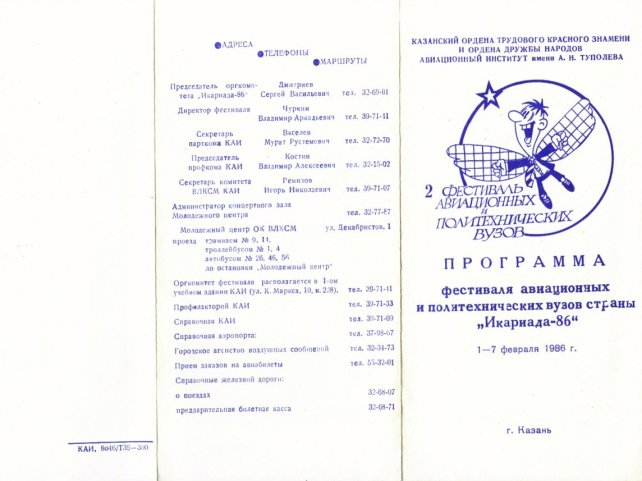 АДРЕСА
ТЕЛЕФОНЫ
МАРШРУТЫ
Председатель оргкоми- Дмитриев
тета „Икариада-86" Сергей Васильевич тел. 32-69-01
Директор фестиваля Чуркин
Владимир Аркадьевич тел. 39-71-11
Секретарь Вяселев
парткома КАИ Мурат Рустемович тел. 32-72-70
Председатель Костин
профкома КАИ Владимир Алексеевич тел. 32-15-02
Секретарь комитета Ремизов
ВЛКСМ КАИ Игорь Николаевич тел. 39-71-07
Администратор концертного зала
Молодежного центра тел. 32-77-87
Молодежный центр ОК ВЛКСМ ул. Декабристов, 1
проезд трамваем № 9, 11,
троллейбусом № 1, 4
автобусом № 28, 46, 56
до остановки „Молодежный центр"
Оргкомитет фестиваля располагается в 1-ом
учебном здании КАИ (ул. К. Маркса, 10, к. 228), тел. 39-71-11
Профилакторий КАИ тел. 39-71-33
Справочная КАИ тел. 39-71-09
Справочная аэропорта: тел. 37-98-07
Городское агенство воздушных сообщений тел. 32-34-73
Прием заказов на авиабилеты тел. 55-32-01
Справочные железной дороги:
о поездах 32-68-07
предварительная билетная касса 32-68-71
КАИ, 8046/Т35—300
КАЗАНСКИЙ ОРДЕНА ТРУДОВОГО КРАСНОГО ЗНАМЕНИ
И ОРДЕНА ДРУЖБЫ НАРОДОВ
АВИАЦИОННЫЙ ИНСТИТУТ имени А. Н. ТУПОЛЕВА
2 ФЕСТИВАЛЬ
АВИАЦИОННЫХ
И
ПОЛИТЕХНИЧЕСКИХ
ВУЗОВ
ПРОГРАММА
фестиваля авиационных
и политехнических вузов страны
„Икариада-86"
1—7 февраля 1986 г.
г. Казань